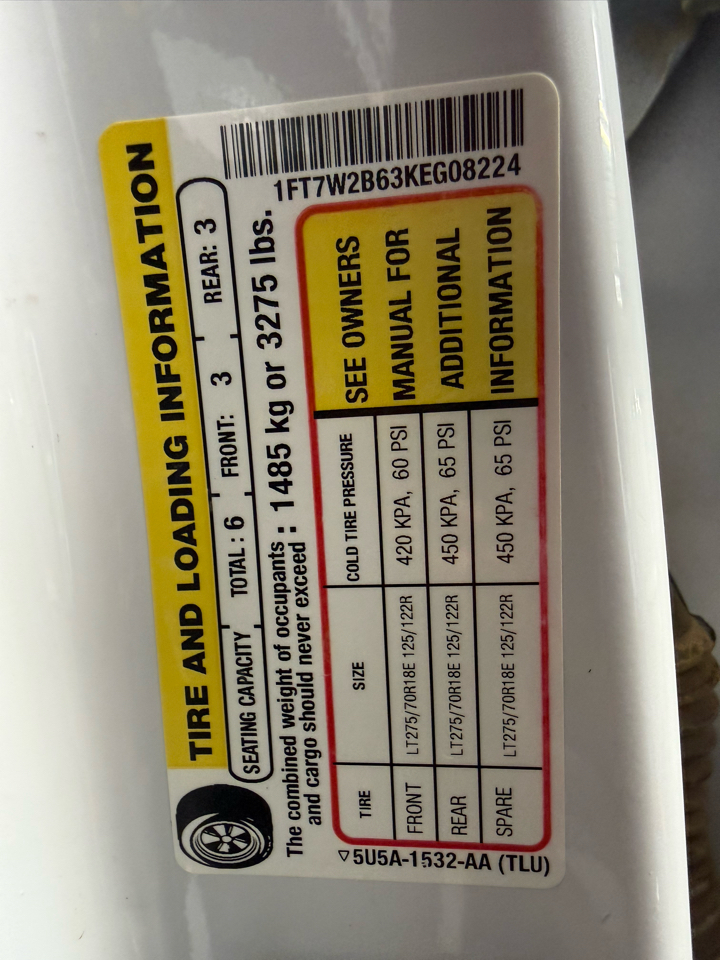 TIRE AND LOADING INFORMATION
SEATING CAPACITY TOTAL : 6 FRONT: 3 REAR: 3
The combined weight of occupants
and cargo should never exceed : 1485 kg or 3275 lbs.
1FT7W2B63KEG08224
TIRE SIZE COLD TIRE PRESSURE
FRONT LT275/70R18E 125/122R 420 KPA, 60 PSI
REAR LT275/70R18E 125/122R 450 KPA, 65 PSI
SPARE LT275/70R18E 125/122R 450 KPA, 65 PSI
SEE OWNERS
MANUAL FOR
ADDITIONAL
INFORMATION
5U5A-1532-AA (TLU)